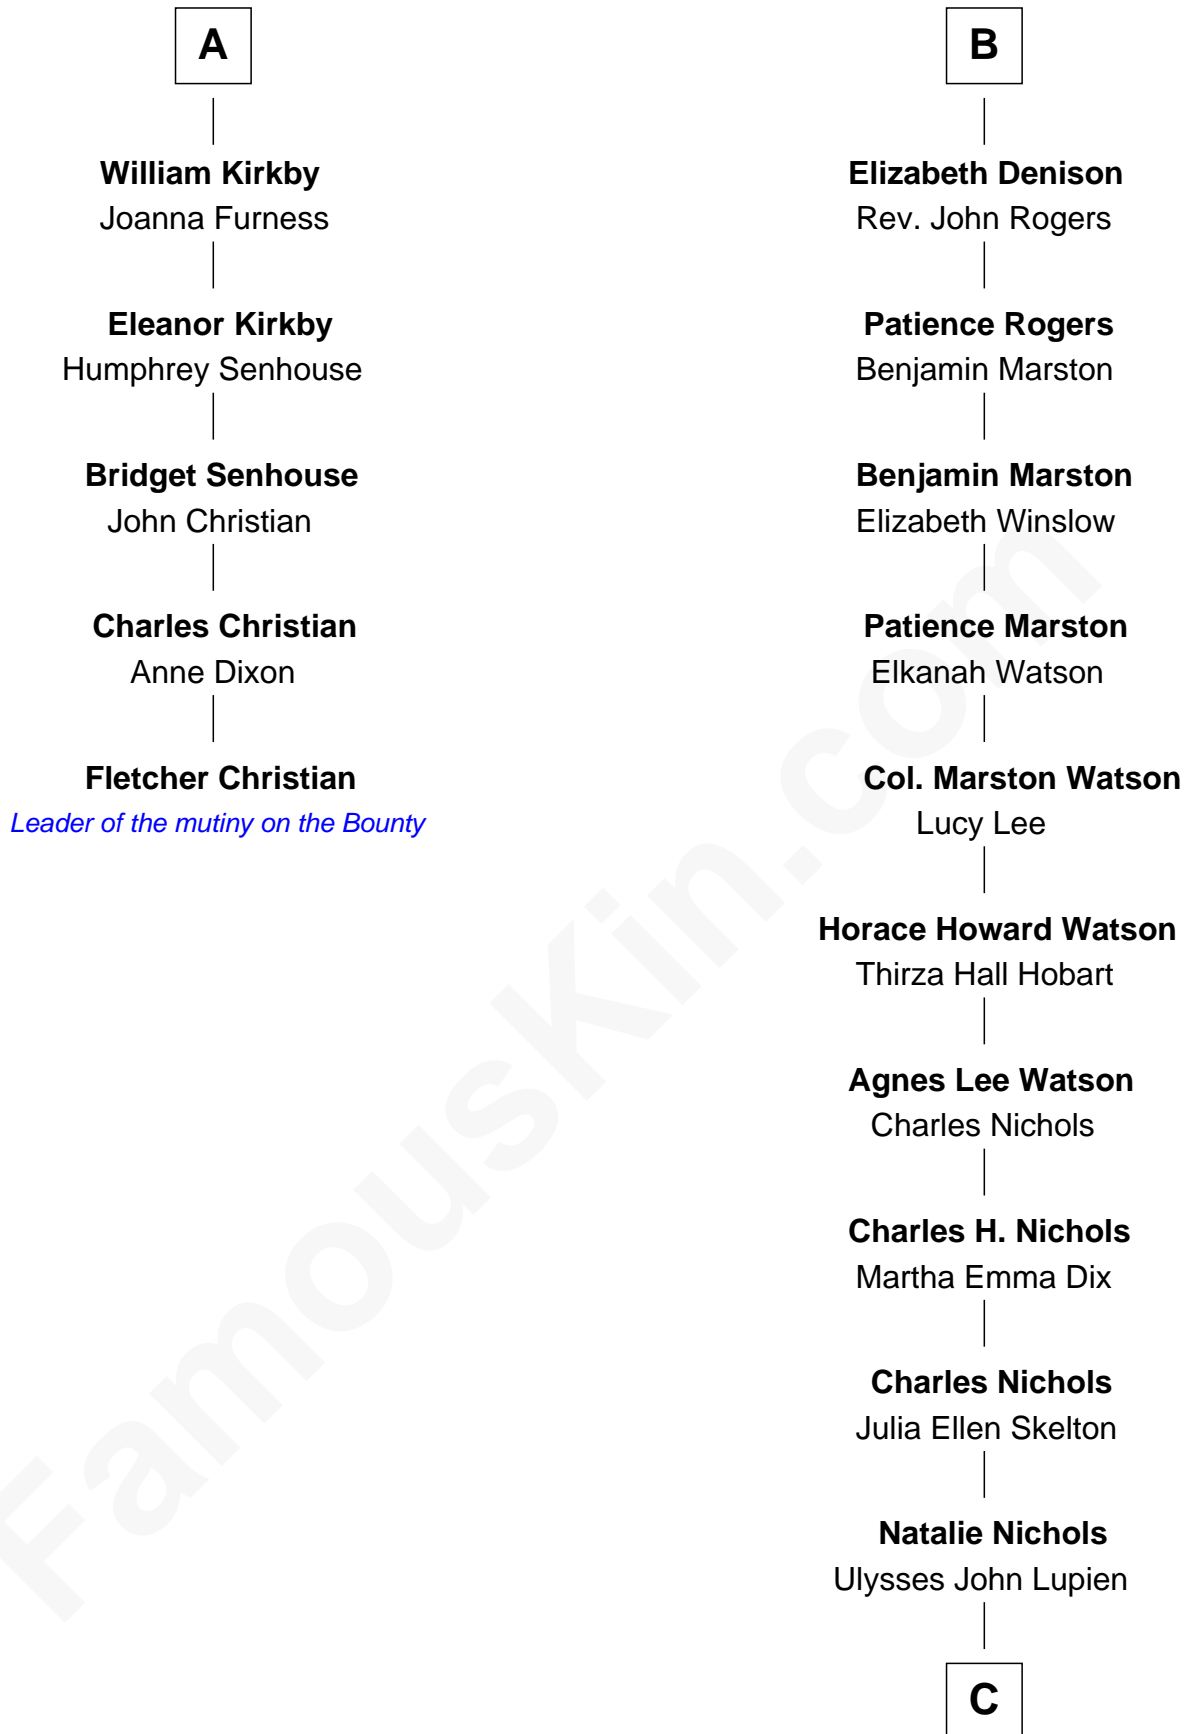 A
William Kirkby
Joanna Furness
Eleanor Kirkby
Humphrey Senhouse
Bridget Senhouse
John Christian
Charles Christian
Anne Dixon
Fletcher Christian
Leader of the mutiny on the Bounty
B
Elizabeth Denison
Rev. John Rogers
Patience Rogers
Benjamin Marston
Benjamin Marston
Elizabeth Winslow
Patience Marston
Elkanah Watson
Col. Marston Watson
Lucy Lee
Horace Howard Watson
Thirza Hall Hobart
Agnes Lee Watson
Charles Nichols
Charles H. Nichols
Martha Emma Dix
Charles Nichols
Julia Ellen Skelton
Natalie Nichols
Ulysses John Lupien
C
FamousKin.com